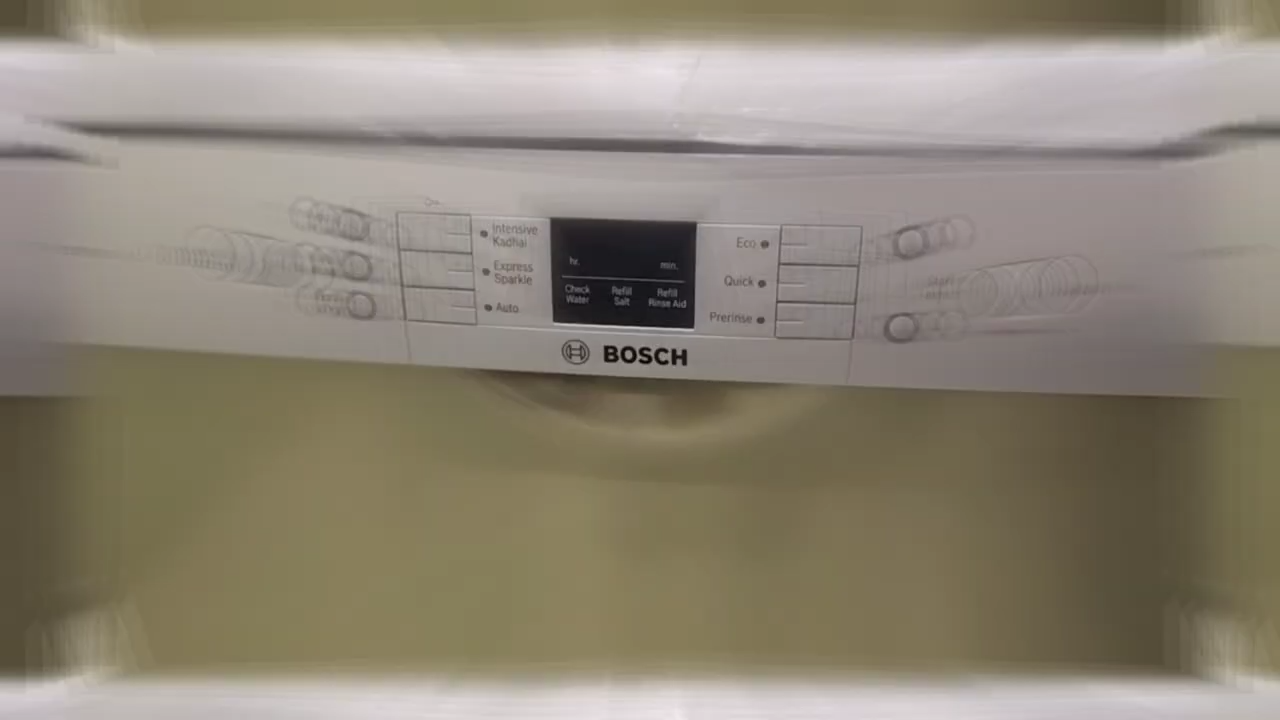 Intensive
Kadhai
Express
Sparkle
Auto
hr. min.
Check
Water
Refill
Salt
Refill
Rinse Aid
Eco
Quick
Prerinse
BOSCH